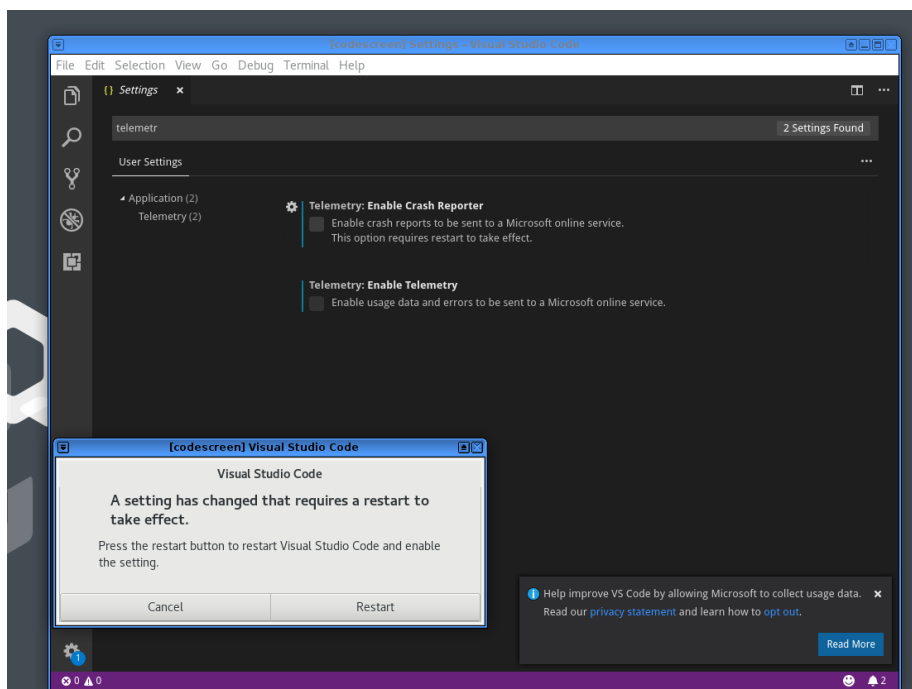 [codescreen] Settings - Visual Studio Code
File Edit Selection View Go Debug Terminal Help
{} Settings ×
telemetr
2 Settings Found
User Settings
Application (2)
Telemetry (2)
Telemetry: Enable Crash Reporter
Enable crash reports to be sent to a Microsoft online service.
This option requires restart to take effect.
Telemetry: Enable Telemetry
Enable usage data and errors to be sent to a Microsoft online service.
[codescreen] Visual Studio Code
Visual Studio Code
A setting has changed that requires a restart to
take effect.
Press the restart button to restart Visual Studio Code and enable
the setting.
Cancel
Restart
Help improve VS Code by allowing Microsoft to collect usage data.
Read our privacy statement and learn how to opt out.
Read More
1
0 0
2